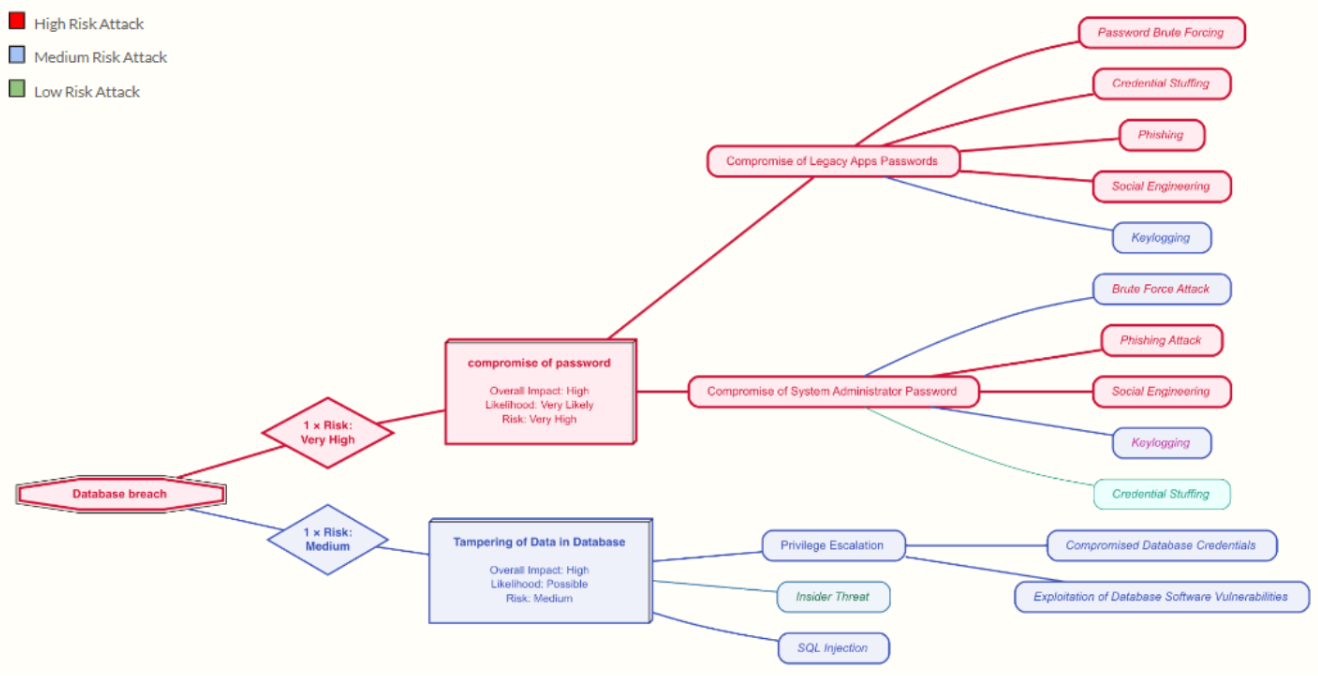 High Risk Attack
Medium Risk Attack
Low Risk Attack
Password Brute Forcing
Credential Stuffing
Phishing
Compromise of Legacy Apps Passwords
Social Engineering
Keylogging
Brute Force Attack
Phishing Attack
compromise of password
Overall Impact: High
Likelihood: Very Likely
Risk: Very High
Compromise of System Administrator Password
Social Engineering
Keylogging
Credential Stuffing
1 × Risk:
Very High
Database breach
1 × Risk:
Medium
Tampering of Data in Database
Overall Impact: High
Likelihood: Possible
Risk: Medium
Privilege Escalation
Compromised Database Credentials
Insider Threat
Exploitation of Database Software Vulnerabilities
SQL Injection